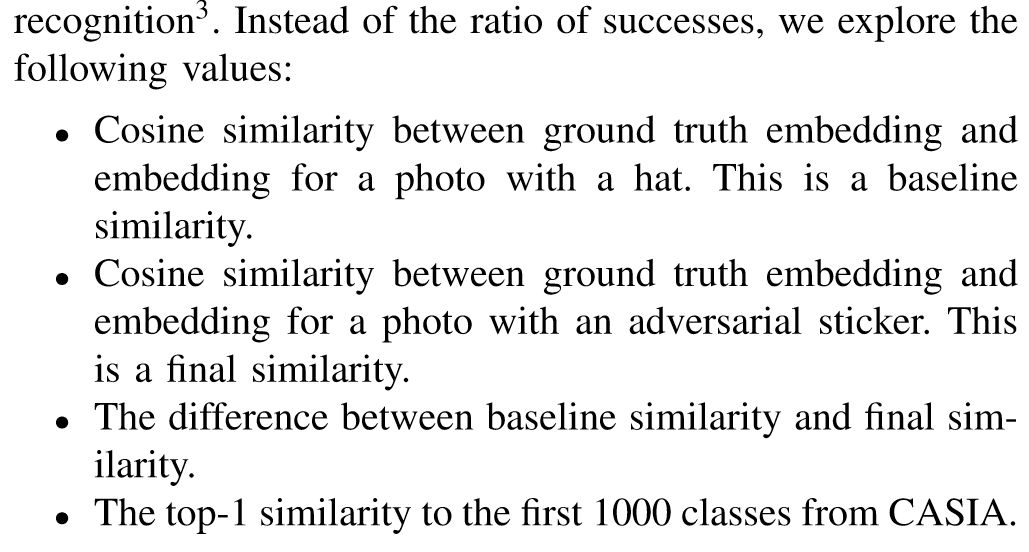 recognition³. Instead of the ratio of successes, we explore the
following values:
• Cosine similarity between ground truth embedding and
embedding for a photo with a hat. This is a baseline
similarity.
• Cosine similarity between ground truth embedding and
embedding for a photo with an adversarial sticker. This
is a final similarity.
• The difference between baseline similarity and final sim-
ilarity.
• The top-1 similarity to the first 1000 classes from CASIA.